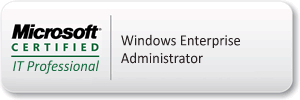 Microsoft
CERTIFIED
IT Professional
Windows Enterprise
Administrator